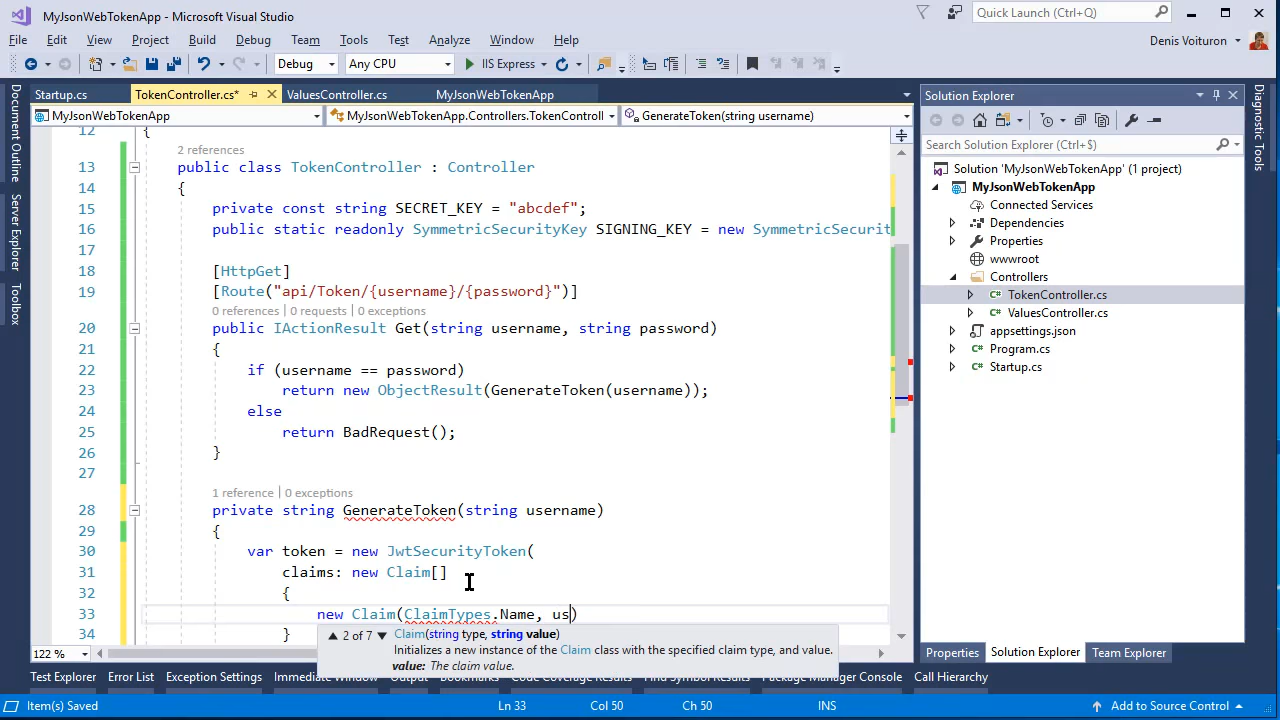 MyJsonWebTokenApp - Microsoft Visual Studio
Quick Launch (Ctrl+Q)
File Edit View Project Build Debug Team Tools Test Analyze Window Help
Denis Voituron
Debug Any CPU IIS Express
Startup.cs TokenController.cs* ValuesController.cs MyJsonWebTokenApp
MyJsonWebTokenApp MyJsonWebTokenApp.Controllers.TokenControll GenerateToken(string username)
Document Outline
Server Explorer
Toolbox
12 {
2 references
13 public class TokenController : Controller
14 {
15 private const string SECRET_KEY = "abcdef";
16 public static readonly SymmetricSecurityKey SIGNING_KEY = new SymmetricSecurit
17
18 [HttpGet]
19 [Route("api/Token/{username}/{password}")]
0 references | 0 requests | 0 exceptions
20 public IActionResult Get(string username, string password)
21 {
22 if (username == password)
23 return new ObjectResult(GenerateToken(username));
24 else
25 return BadRequest();
26 }
27
1 reference | 0 exceptions
28 private string GenerateToken(string username)
29 {
30 var token = new JwtSecurityToken(
31 claims: new Claim[]
32 {
33 new Claim(ClaimTypes.Name, us)
34 }
2 of 7 Claim(string type, string value)
Initializes a new instance of the Claim class with the specified claim type, and value.
value: The claim value.
122 %
Solution Explorer
Search Solution Explorer (Ctrl+$)
Solution 'MyJsonWebTokenApp' (1 project)
MyJsonWebTokenApp
Connected Services
Dependencies
Properties
wwwroot
Controllers
TokenController.cs
ValuesController.cs
appsettings.json
Program.cs
Startup.cs
Properties Solution Explorer Team Explorer
Diagnostic Tools
Test Explorer Error List Exception Settings Immediate Window Output Bookmarks Code Coverage Results Find Symbol Results Package Manager Console Call Hierarchy
Item(s) Saved Ln 33 Col 50 Ch 50 INS Add to Source Control